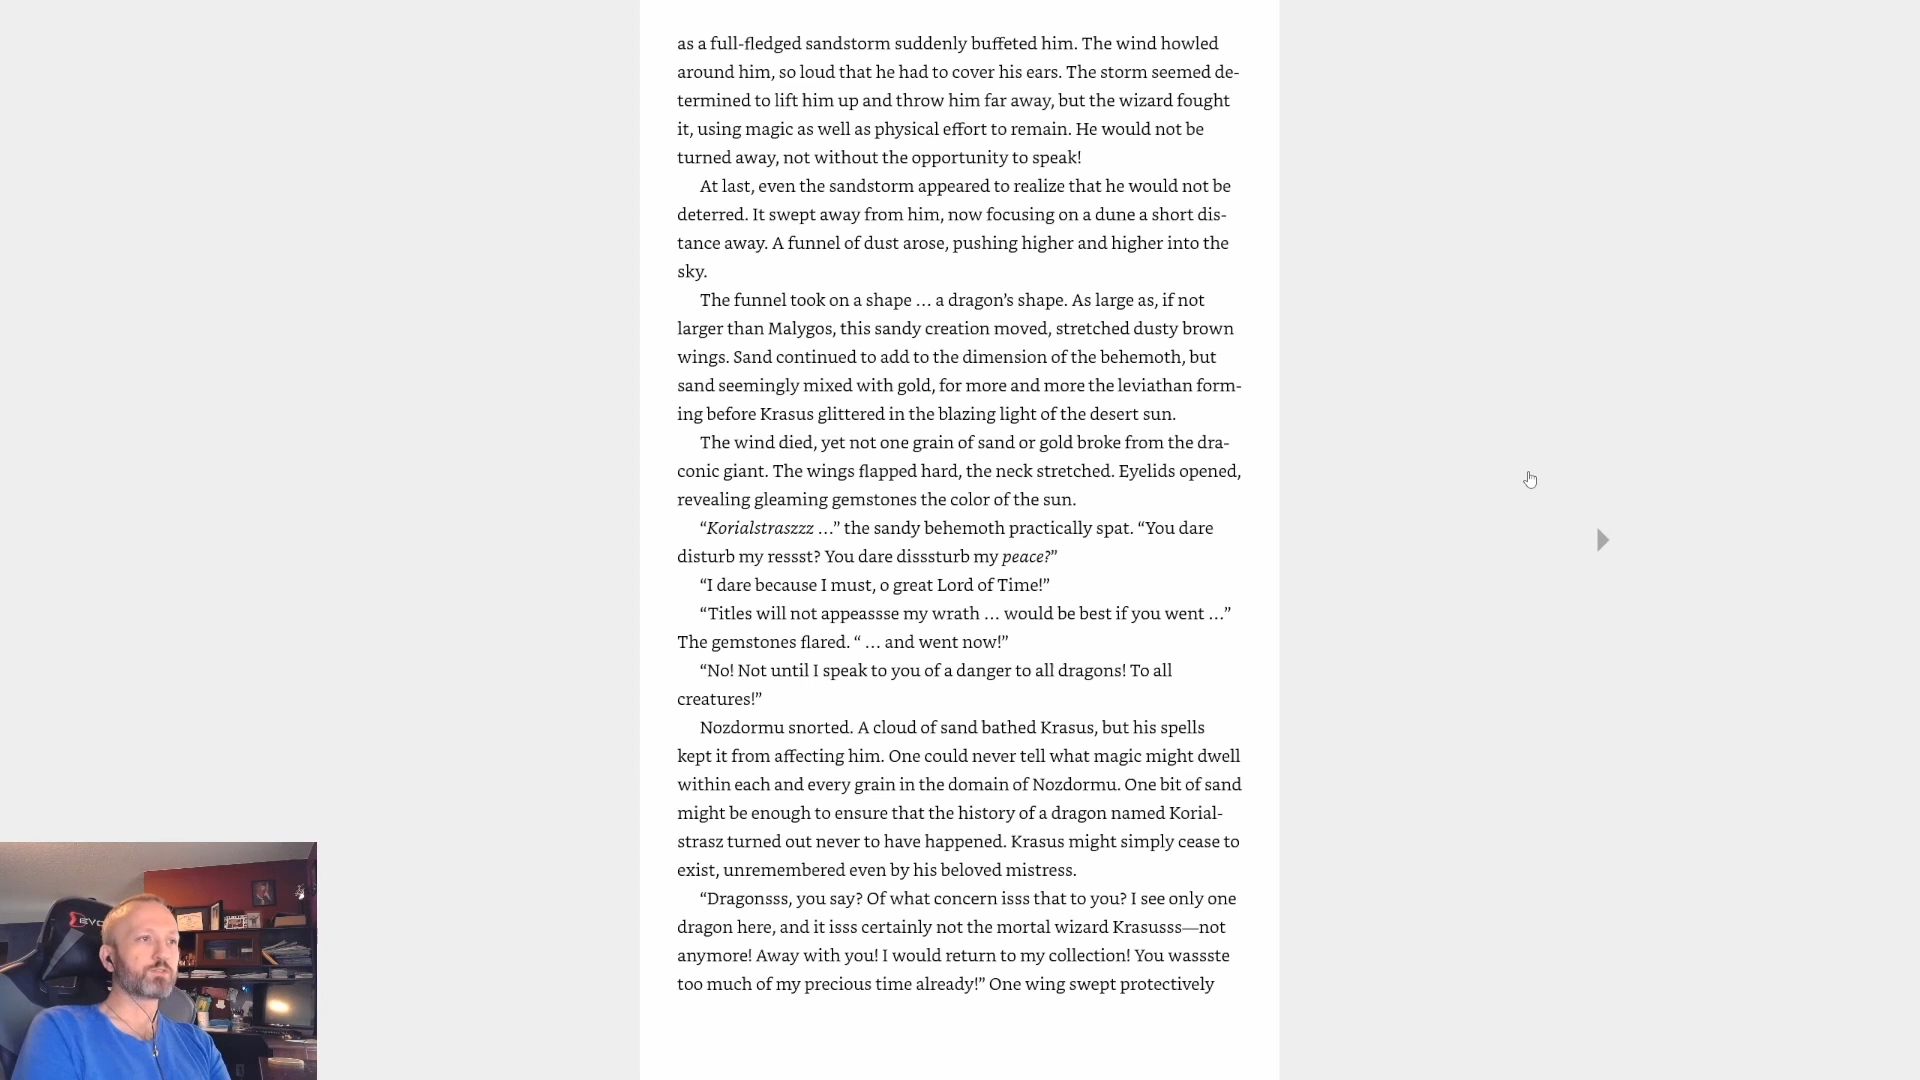 as a full-fledged sandstorm suddenly buffeted him. The wind howled
around him, so loud that he had to cover his ears. The storm seemed de-
termined to lift him up and throw him far away, but the wizard fought
it, using magic as well as physical effort to remain. He would not be
turned away, not without the opportunity to speak!
At last, even the sandstorm appeared to realize that he would not be
deterred. It swept away from him, now focusing on a dune a short dis-
tance away. A funnel of dust arose, pushing higher and higher into the
sky.
The funnel took on a shape … a dragon’s shape. As large as, if not
larger than Malygos, this sandy creation moved, stretched dusty brown
wings. Sand continued to add to the dimension of the behemoth, but
sand seemingly mixed with gold, for more and more the leviathan form-
ing before Krasus glittered in the blazing light of the desert sun.
The wind died, yet not one grain of sand or gold broke from the dra-
conic giant. The wings flapped hard, the neck stretched. Eyelids opened,
revealing gleaming gemstones the color of the sun.
“Korialstraszzz …” the sandy behemoth practically spat. “You dare
disturb my ressst? You dare disssturb my peace?”
“I dare because I must, o great Lord of Time!”
“Titles will not appeassse my wrath … would be best if you went …”
The gemstones flared. “ … and went now!”
“No! Not until I speak to you of a danger to all dragons! To all
creatures!”
Nozdormu snorted. A cloud of sand bathed Krasus, but his spells
kept it from affecting him. One could never tell what magic might dwell
within each and every grain in the domain of Nozdormu. One bit of sand
might be enough to ensure that the history of a dragon named Korial-
strasz turned out never to have happened. Krasus might simply cease to
exist, unremembered even by his beloved mistress.
“Dragonsss, you say? Of what concern isss that to you? I see only one
dragon here, and it isss certainly not the mortal wizard Krasusss—not
anymore! Away with you! I would return to my collection! You wassste
too much of my precious time already!” One wing swept protectively